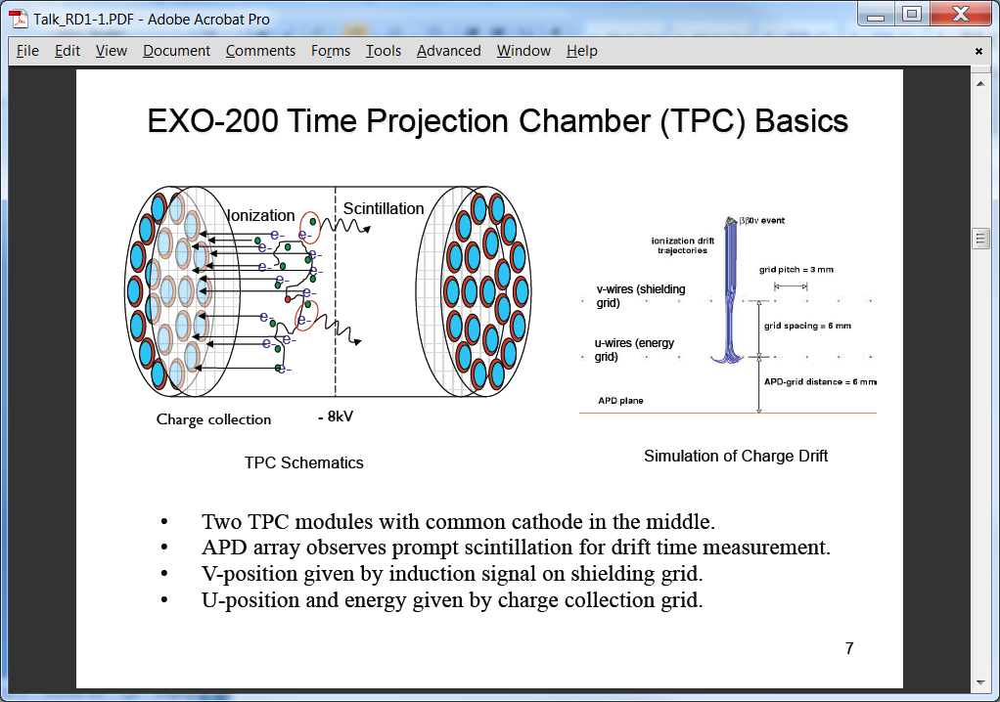 Talk_RD1-1.PDF - Adobe Acrobat Pro
File Edit View Document Comments Forms Tools Advanced Window Help
EXO-200 Time Projection Chamber (TPC) Basics
Ionization
Scintillation
e-
e-
e-
e-
e-
e-
e-
e-
e-
e-
e-
e-
e-
Charge collection
- 8kV
TPC Schematics
ββ0ν event
ionization drift
trajectories
grid pitch = 3 mm
v-wires (shielding
grid)
grid spacing = 6 mm
u-wires (energy
grid)
APD-grid distance = 6 mm
APD plane
Simulation of Charge Drift
• Two TPC modules with common cathode in the middle.
• APD array observes prompt scintillation for drift time measurement.
• V-position given by induction signal on shielding grid.
• U-position and energy given by charge collection grid.
7